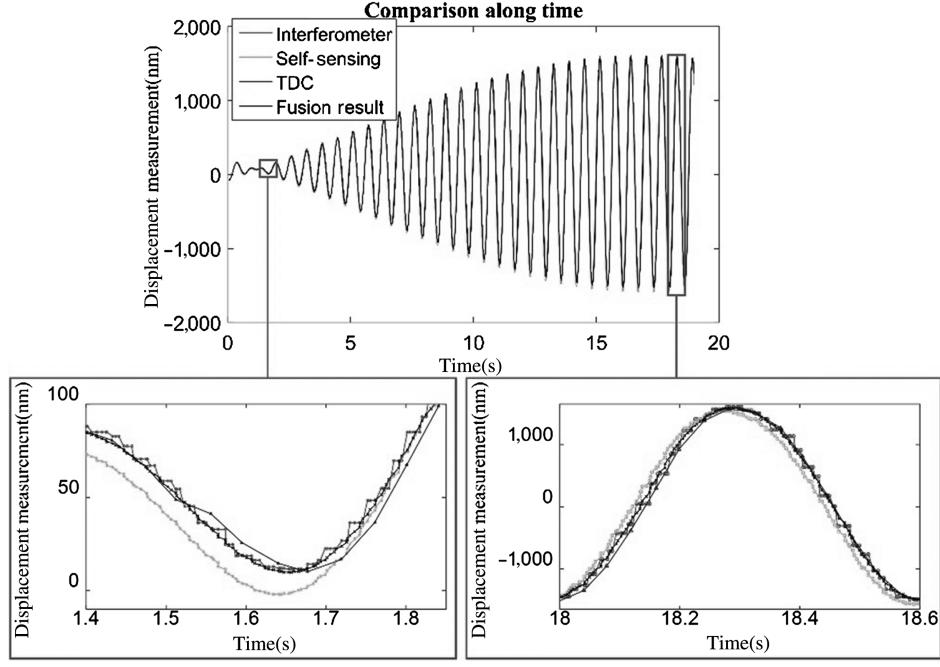 Comparison along time
2,000
1,000
0
−1,000
−2,000
Displacement measurement(nm)
Interferometer
Self-sensing
TDC
Fusion result
0
5
10
15
20
Time(s)
100
50
0
Displacement measurement(nm)
1.4
1.5
1.6
1.7
1.8
Time(s)
1,000
0
−1,000
Displacement measurement(nm)
18
18.2
18.4
18.6
Time(s)